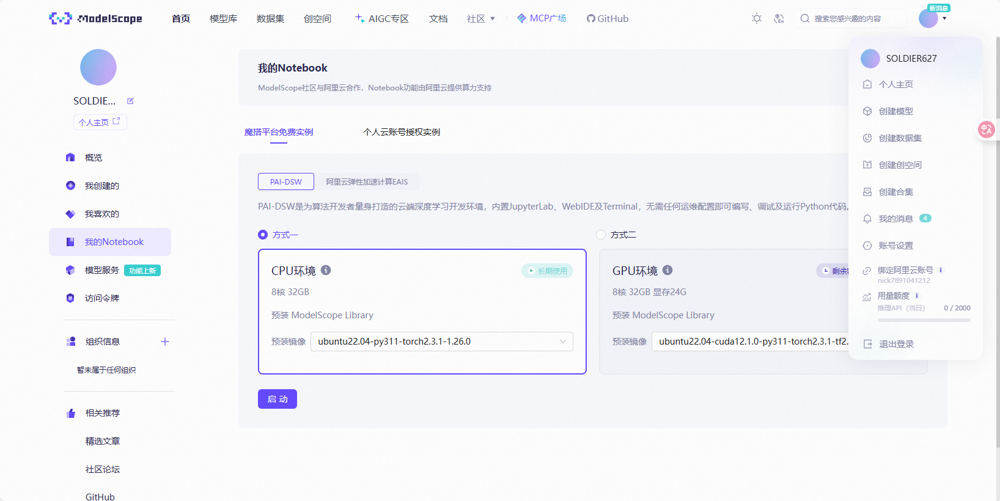 ModelScope
首页
模型库
数据集
创空间
AIGC专区
文档
社区
MCP广场
GitHub
搜索您感兴趣的内容
新消息
SOLDIE...
个人主页
概览
我创建的
我喜欢的
我的Notebook
模型服务 功能上新
访问令牌
组织信息
暂未属于任何组织
相关推荐
精选文章
社区论坛
GitHub
我的Notebook
ModelScope社区与阿里云合作，Notebook功能由阿里云提供算力支持
魔搭平台免费实例
个人云账号授权实例
PAI-DSW
阿里云弹性加速计算EAIS
PAI-DSW是为算法开发者量身打造的云端深度学习开发环境，内置JupyterLab、WebIDE及Terminal，无需任何运维配置即可编写、调试及运行Python代码。
方式一
CPU环境
长期使用
8核 32GB
预装 ModelScope Library
预装镜像
ubuntu22.04-py311-torch2.3.1-1.26.0
方式二
GPU环境
剩余
8核 32GB 显存24G
预装 ModelScope Library
预装镜像
ubuntu22.04-cuda12.1.0-py311-torch2.3.1-tf2.
启 动
SOLDIER627
个人主页
创建模型
创建数据集
创建创空间
创建合集
我的消息 4
账号设置
绑定阿里云账号
nick7891041212
用量额度
推理API（当日） 0 / 2000
退出登录